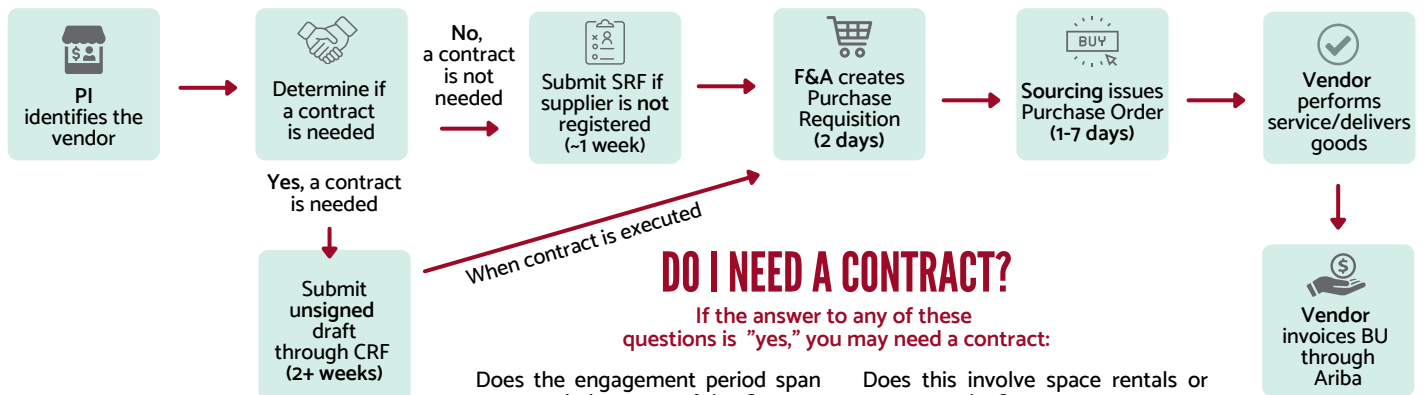 PI
identifies the
vendor
Determine if
a contract
is needed
No,
a contract
is not
needed
Submit SRF if
supplier is not
registered
(~1 week)
F&A creates
Purchase
Requisition
(2 days)
BUY
Sourcing issues
Purchase Order
(1-7 days)
Vendor
performs
service/delivers
goods
Yes, a contract
is needed
Submit
unsigned
draft
through CRF
(2+ weeks)
When contract is executed
DO I NEED A CONTRACT?
If the answer to any of these
questions is "yes," you may need a contract:
Does the engagement period span
Does this involve space rentals or
Vendor
invoices BU
through
Ariba